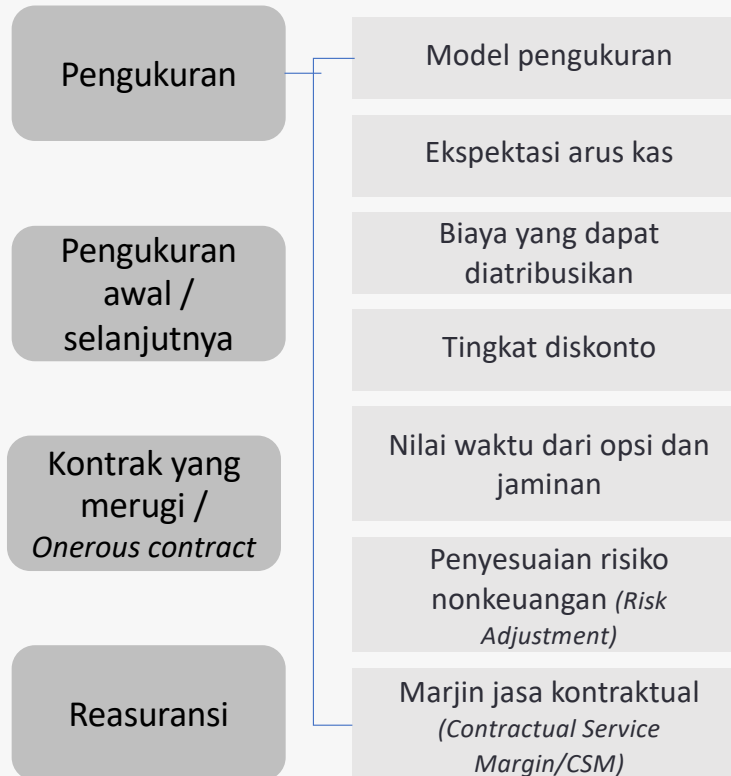 Pengukuran
Pengukuran
awal /
selanjutnya
Kontrak yang
merugi /
Onerous contract
Reasuransi
Model pengukuran
Ekspektasi arus kas
Biaya yang dapat
diatribusikan
Tingkat diskonto
Nilai waktu dari opsi dan
jaminan
Penyesuaian risiko
nonkeuangan (Risk
Adjustment)
Marjin jasa kontraktual
(Contractual Service
Margin/CSM)